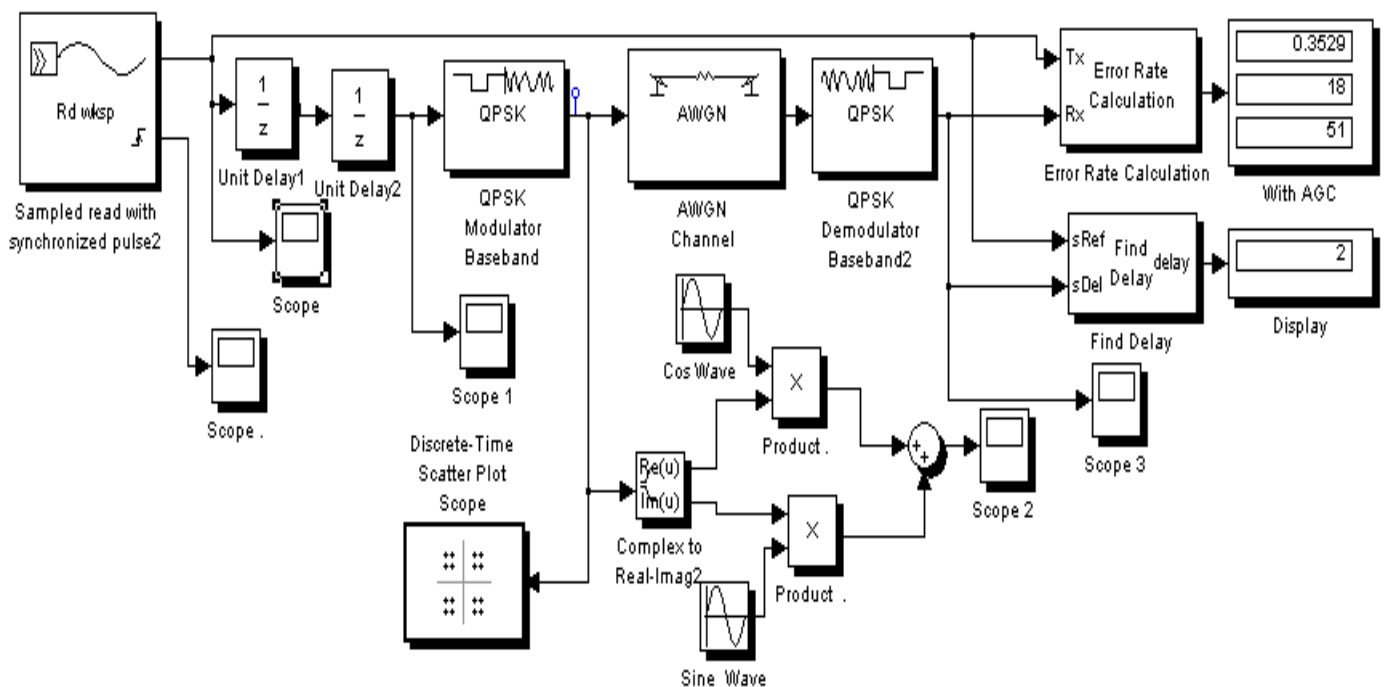 Rd wksp
Sampled read with
synchronized pulse2
1
z
Unit Delay1
1
z
Unit Delay2
QPSK
QPSK
Modulator
Baseband
AWGN
AWGN
Channel
QPSK
QPSK
Demodulator
Baseband2
Tx
Rx
Error Rate
Calculation
Error Rate Calculation
0.3529
18
51
With AGC
sRef
sDel
Find
Delay
delay
Find Delay
2
Display
Scope
Scope .
Scope 1
Discrete-Time
Scatter Plot
Scope
Cos Wave
X
Product .
Re(u)
Im(u)
Complex to
Real-Imag2
X
Product .
Sine Wave
+
+
Scope 2
Scope 3